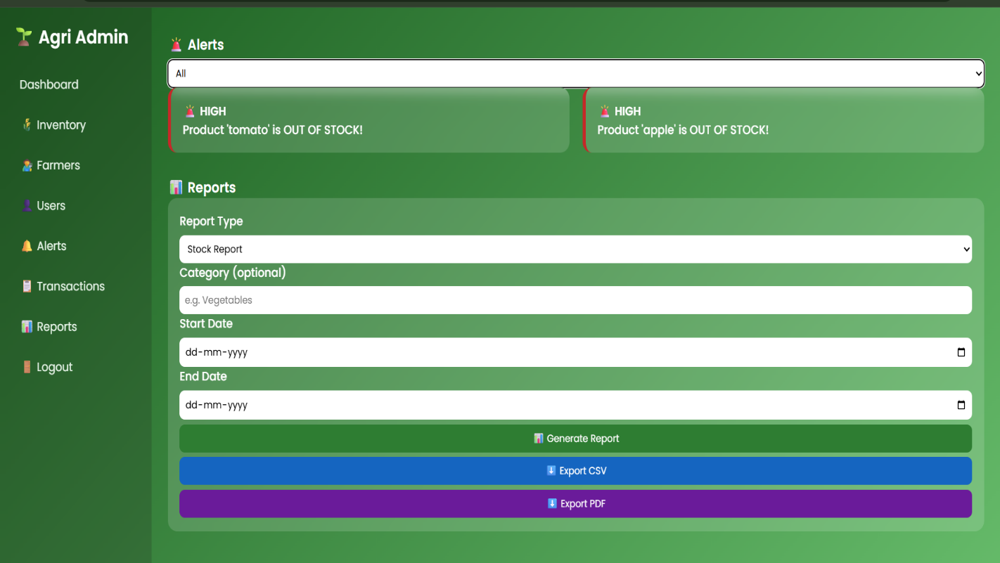 Agri Admin
Dashboard
Inventory
Farmers
Users
Alerts
Transactions
Reports
Logout
Alerts
All
HIGH
Product 'tomato' is OUT OF STOCK!
HIGH
Product 'apple' is OUT OF STOCK!
Reports
Report Type
Stock Report
Category (optional)
e.g. Vegetables
Start Date
dd-mm-yyyy
End Date
dd-mm-yyyy
Generate Report
Export CSV
Export PDF